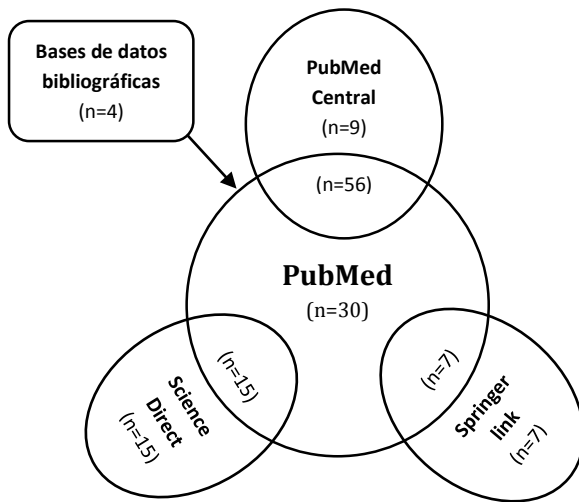 Bases de datos
bibliográficas
(n=4)
PubMed
Central
(n=9)
(n=56)
PubMed
(n=30)
(n=15)
Science
Direct
(n=15)
(n=7)
Springer
link
(n=7)